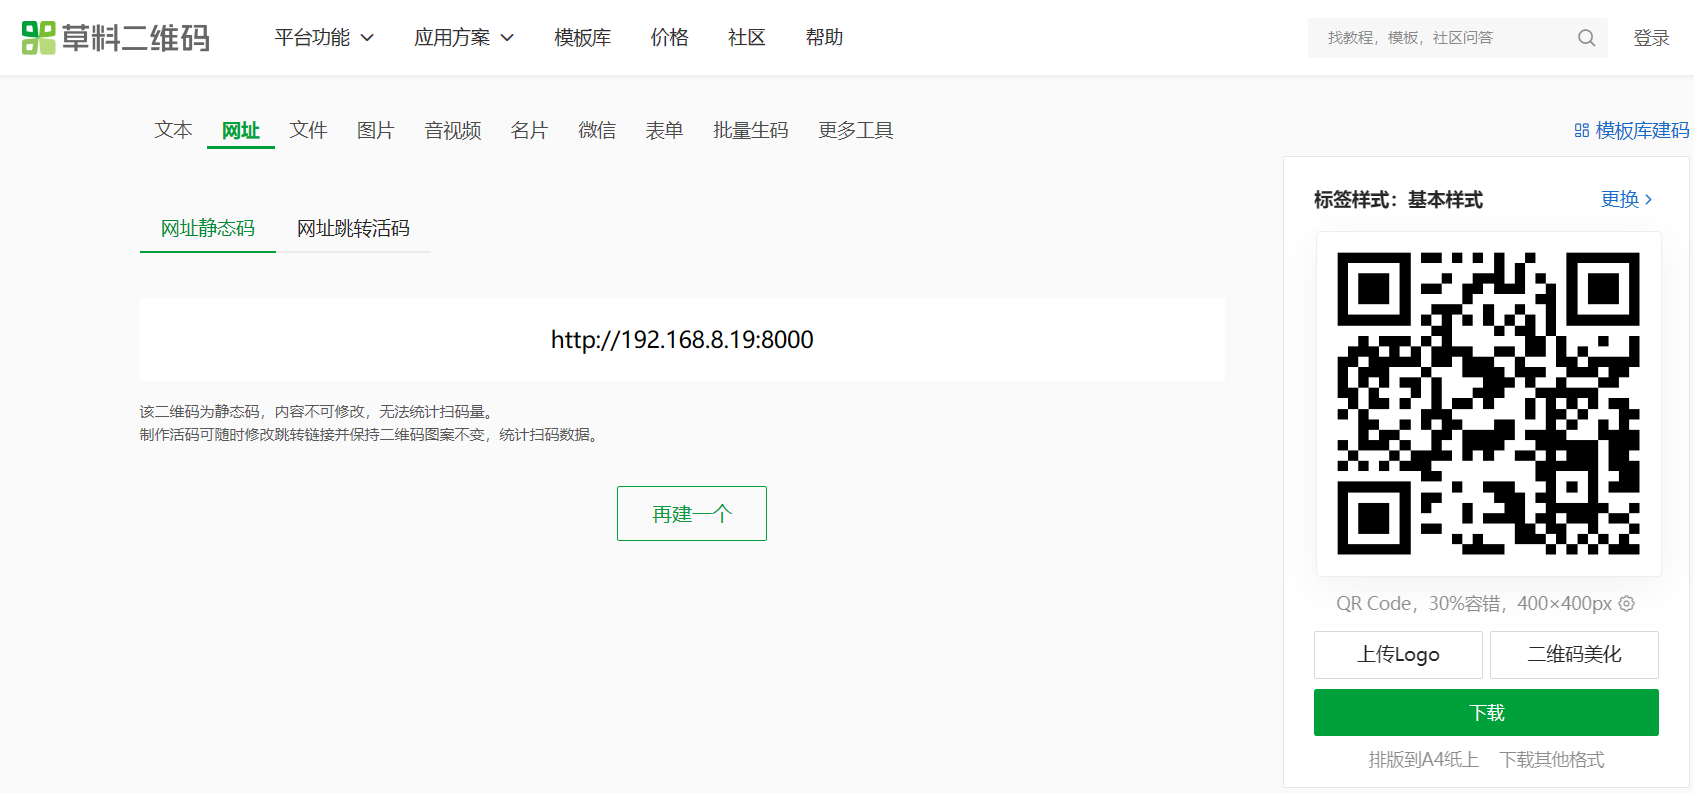 草料二维码
平台功能 应用方案 模板库 价格 社区 帮助
找教程，模板，社区问答
登录
文本 网址 文件 图片 音视频 名片 微信 表单 批量生码 更多工具
模板库建码
网址静态码 网址跳转活码
http://192.168.8.19:8000
该二维码为静态码，内容不可修改，无法统计扫码量。
制作活码可随时修改跳转链接并保持二维码图案不变，统计扫码数据。
再建一个
标签样式：基本样式
更换
QR Code，30%容错，400×400px
上传Logo 二维码美化
下载
排版到A4纸上 下载其他格式